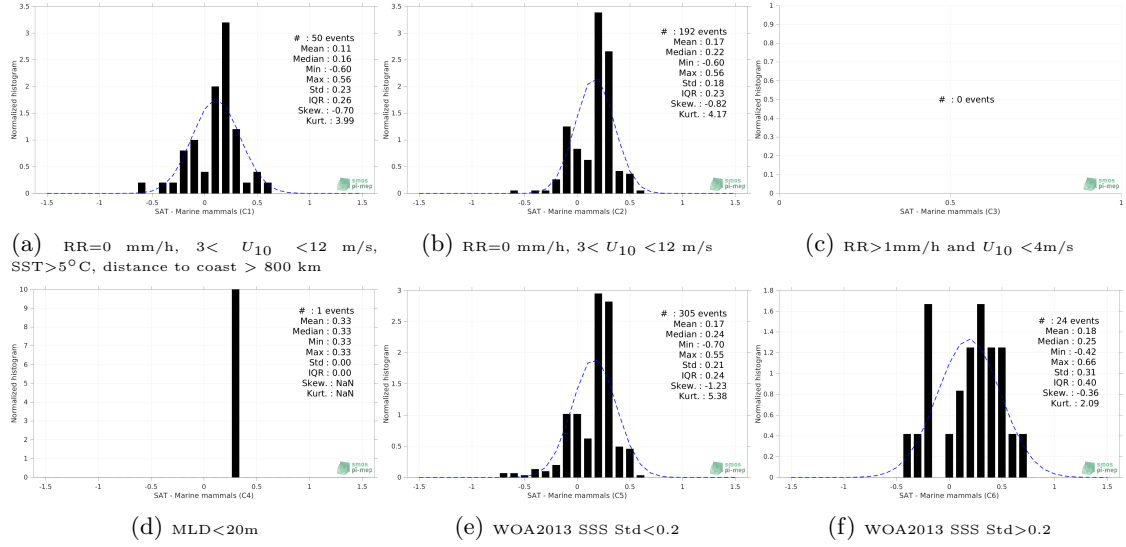 3.5
3
2.5
2
1.5
1
0.5
0
-1.5
-1
-0.5
0
0.5
1
1.5
Normalized histogram
# : 50 events
Mean : 0.11
Median : 0.16
Min : -0.60
Max : 0.56
Std : 0.23
IQR : 0.26
Skew. : -0.70
Kurt. : 3.99
smos
pi-mep
SAT - Marine mammals (C1)
(a) RR=0 mm/h, 3< U10 <12 m/s,
SST>5°C, distance to coast > 800 km
3.5
3
2.5
2
1.5
1
0.5
0
-1.5
-1
-0.5
0
0.5
1
1.5
Normalized histogram
# : 192 events
Mean : 0.17
Median : 0.22
Min : -0.60
Max : 0.56
Std : 0.18
IQR : 0.23
Skew. : -0.82
Kurt. : 4.17
smos
pi-mep
SAT - Marine mammals (C2)
(b) RR=0 mm/h, 3< U10 <12 m/s
1
0.9
0.8
0.7
0.6
0.5
0.4
0.3
0.2
0.1
0
0
0.5
1
Normalized histogram
# : 0 events
smos
pi-mep
SAT - Marine mammals (C3)
(c) RR>1mm/h and U10 <4m/s
10
9
8
7
6
5
4
3
2
1
0
-1.5
-1
-0.5
0
0.5
1
1.5
Normalized histogram
# : 1 events
Mean : 0.33
Median : 0.33
Min : 0.33
Max : 0.33
Std : 0.00
IQR : 0.00
Skew. : NaN
Kurt. : NaN
smos
pi-mep
SAT - Marine mammals (C4)
(d) MLD<20m
3
2.5
2
1.5
1
0.5
0
-1.5
-1
-0.5
0
0.5
1
1.5
Normalized histogram
# : 305 events
Mean : 0.17
Median : 0.24
Min : -0.70
Max : 0.55
Std : 0.21
IQR : 0.24
Skew. : -1.23
Kurt. : 5.38
smos
pi-mep
SAT - Marine mammals (C5)
(e) WOA2013 SSS Std<0.2
1.8
1.6
1.4
1.2
1
0.8
0.6
0.4
0.2
0
-1.5
-1
-0.5
0
0.5
1
1.5
Normalized histogram
# : 24 events
Mean : 0.18
Median : 0.25
Min : -0.42
Max : 0.66
Std : 0.31
IQR : 0.40
Skew. : -0.36
Kurt. : 2.09
smos
pi-mep
SAT - Marine mammals (C6)
(f) WOA2013 SSS Std>0.2